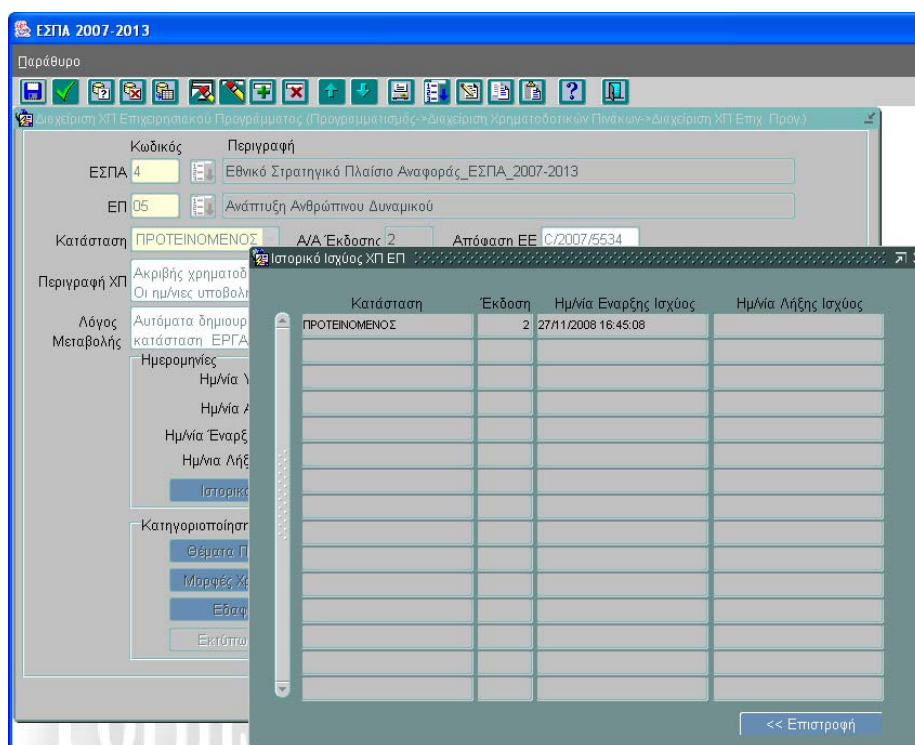 ΕΣΠΑ 2007-2013
Παράθυρο
Διαχείριση ΧΠ Επιχειρησιακού Προγράμματος (Προγραμματισμός->Διαχείριση Χρηματοδοτικών Πινάκων->Διαχείριση ΧΠ Επιχ. Προγ.)
Κωδικός Περιγραφή
ΕΣΠΑ 4 Εθνικό Στρατηγικό Πλαίσιο Αναφοράς_ΕΣΠΑ_2007-2013
ΕΠ 05 Ανάπτυξη Ανθρώπινου Δυναμικού
Κατάσταση ΠΡΟΤΕΙΝΟΜΕΝΟΣ Α/Α Έκδοσης 2 Απόφαση ΕΕ C/2007/5534
Περιγραφή ΧΠ Ακριβής χρηματοδ
Οι ημ/νιες υποβολή
Λόγος Μεταβολής Αυτόματα δημιουρ
κατάσταση ΕΡΓΑ
Ημερομηνίες
Ημ/νία
Ημ/νία
Ημ/νία Έναρξ
Ημ/νια Λήξ
Ιστορικό
Κατηγοριοποίηση
Θέματα Π
Μορφές Χρ
Εδαφ
Εκτύπω
Ιστορικό Ισχύος ΧΠ ΕΠ
Κατάσταση Έκδοση Ημ/νία Εναρξης Ισχύος Ημ/νία Λήξης Ισχύος
ΠΡΟΤΕΙΝΟΜΕΝΟΣ 2 27/11/2008 16:45:08
<< Επιστροφή